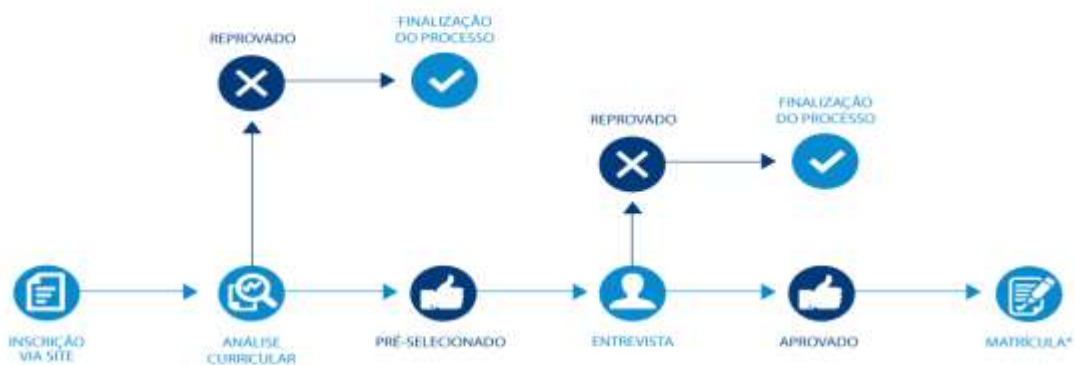 FINALIZAÇÃO
DO PROCESSO
REPROVADO
FINALIZAÇÃO
DO PROCESSO
REPROVADO
INSCRIÇÃO
VIA SITE
ANÁLISE
CURRICULAR
PRÉ-SELECIONADO
ENTREVISTA
APROVADO
MATRÍCULA*